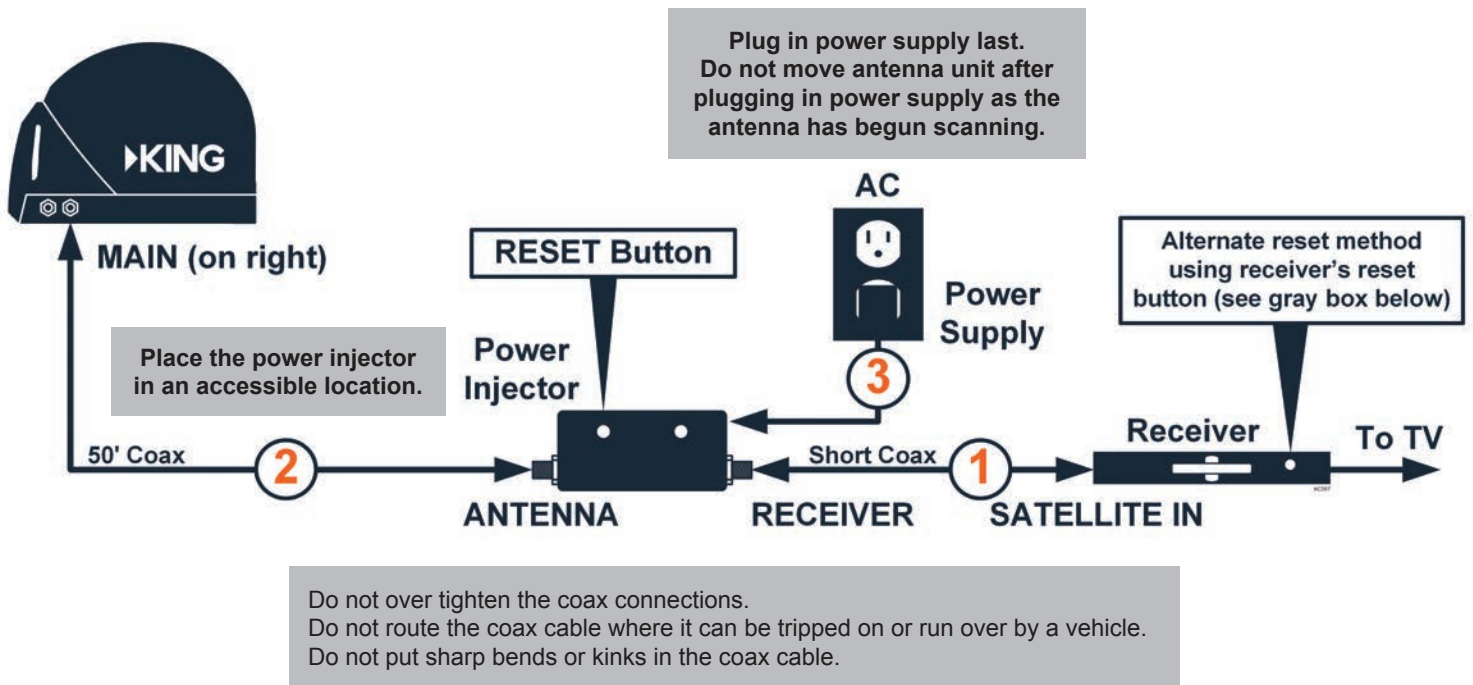 Plug in power supply last.
Do not move antenna unit after
plugging in power supply as the
antenna has begun scanning.
KING
AC
MAIN (on right)
RESET Button
Alternate reset method
using receiver's reset
button (see gray box below)
Power
Supply
Place the power injector
in an accessible location.
Power
Injector
3
Receiver
To TV
50' Coax
2
Short Coax
1
ANTENNA
RECEIVER
SATELLITE IN
Do not over tighten the coax connections.
Do not route the coax cable where it can be tripped on or run over by a vehicle.
Do not put sharp bends or kinks in the coax cable.